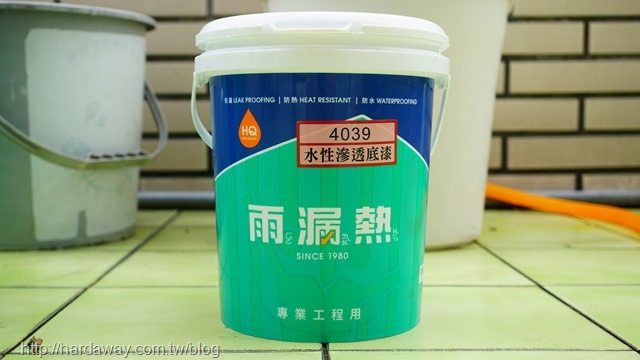 防漏 LEAK PROOFING | 防熱 HEAT RESISTANT | 防水 WATERPROOFING
HQ
4039
水性滲透底漆
雨漏熱
SINCE 1980
專業工程用
http://hardaway.com.tw/blog